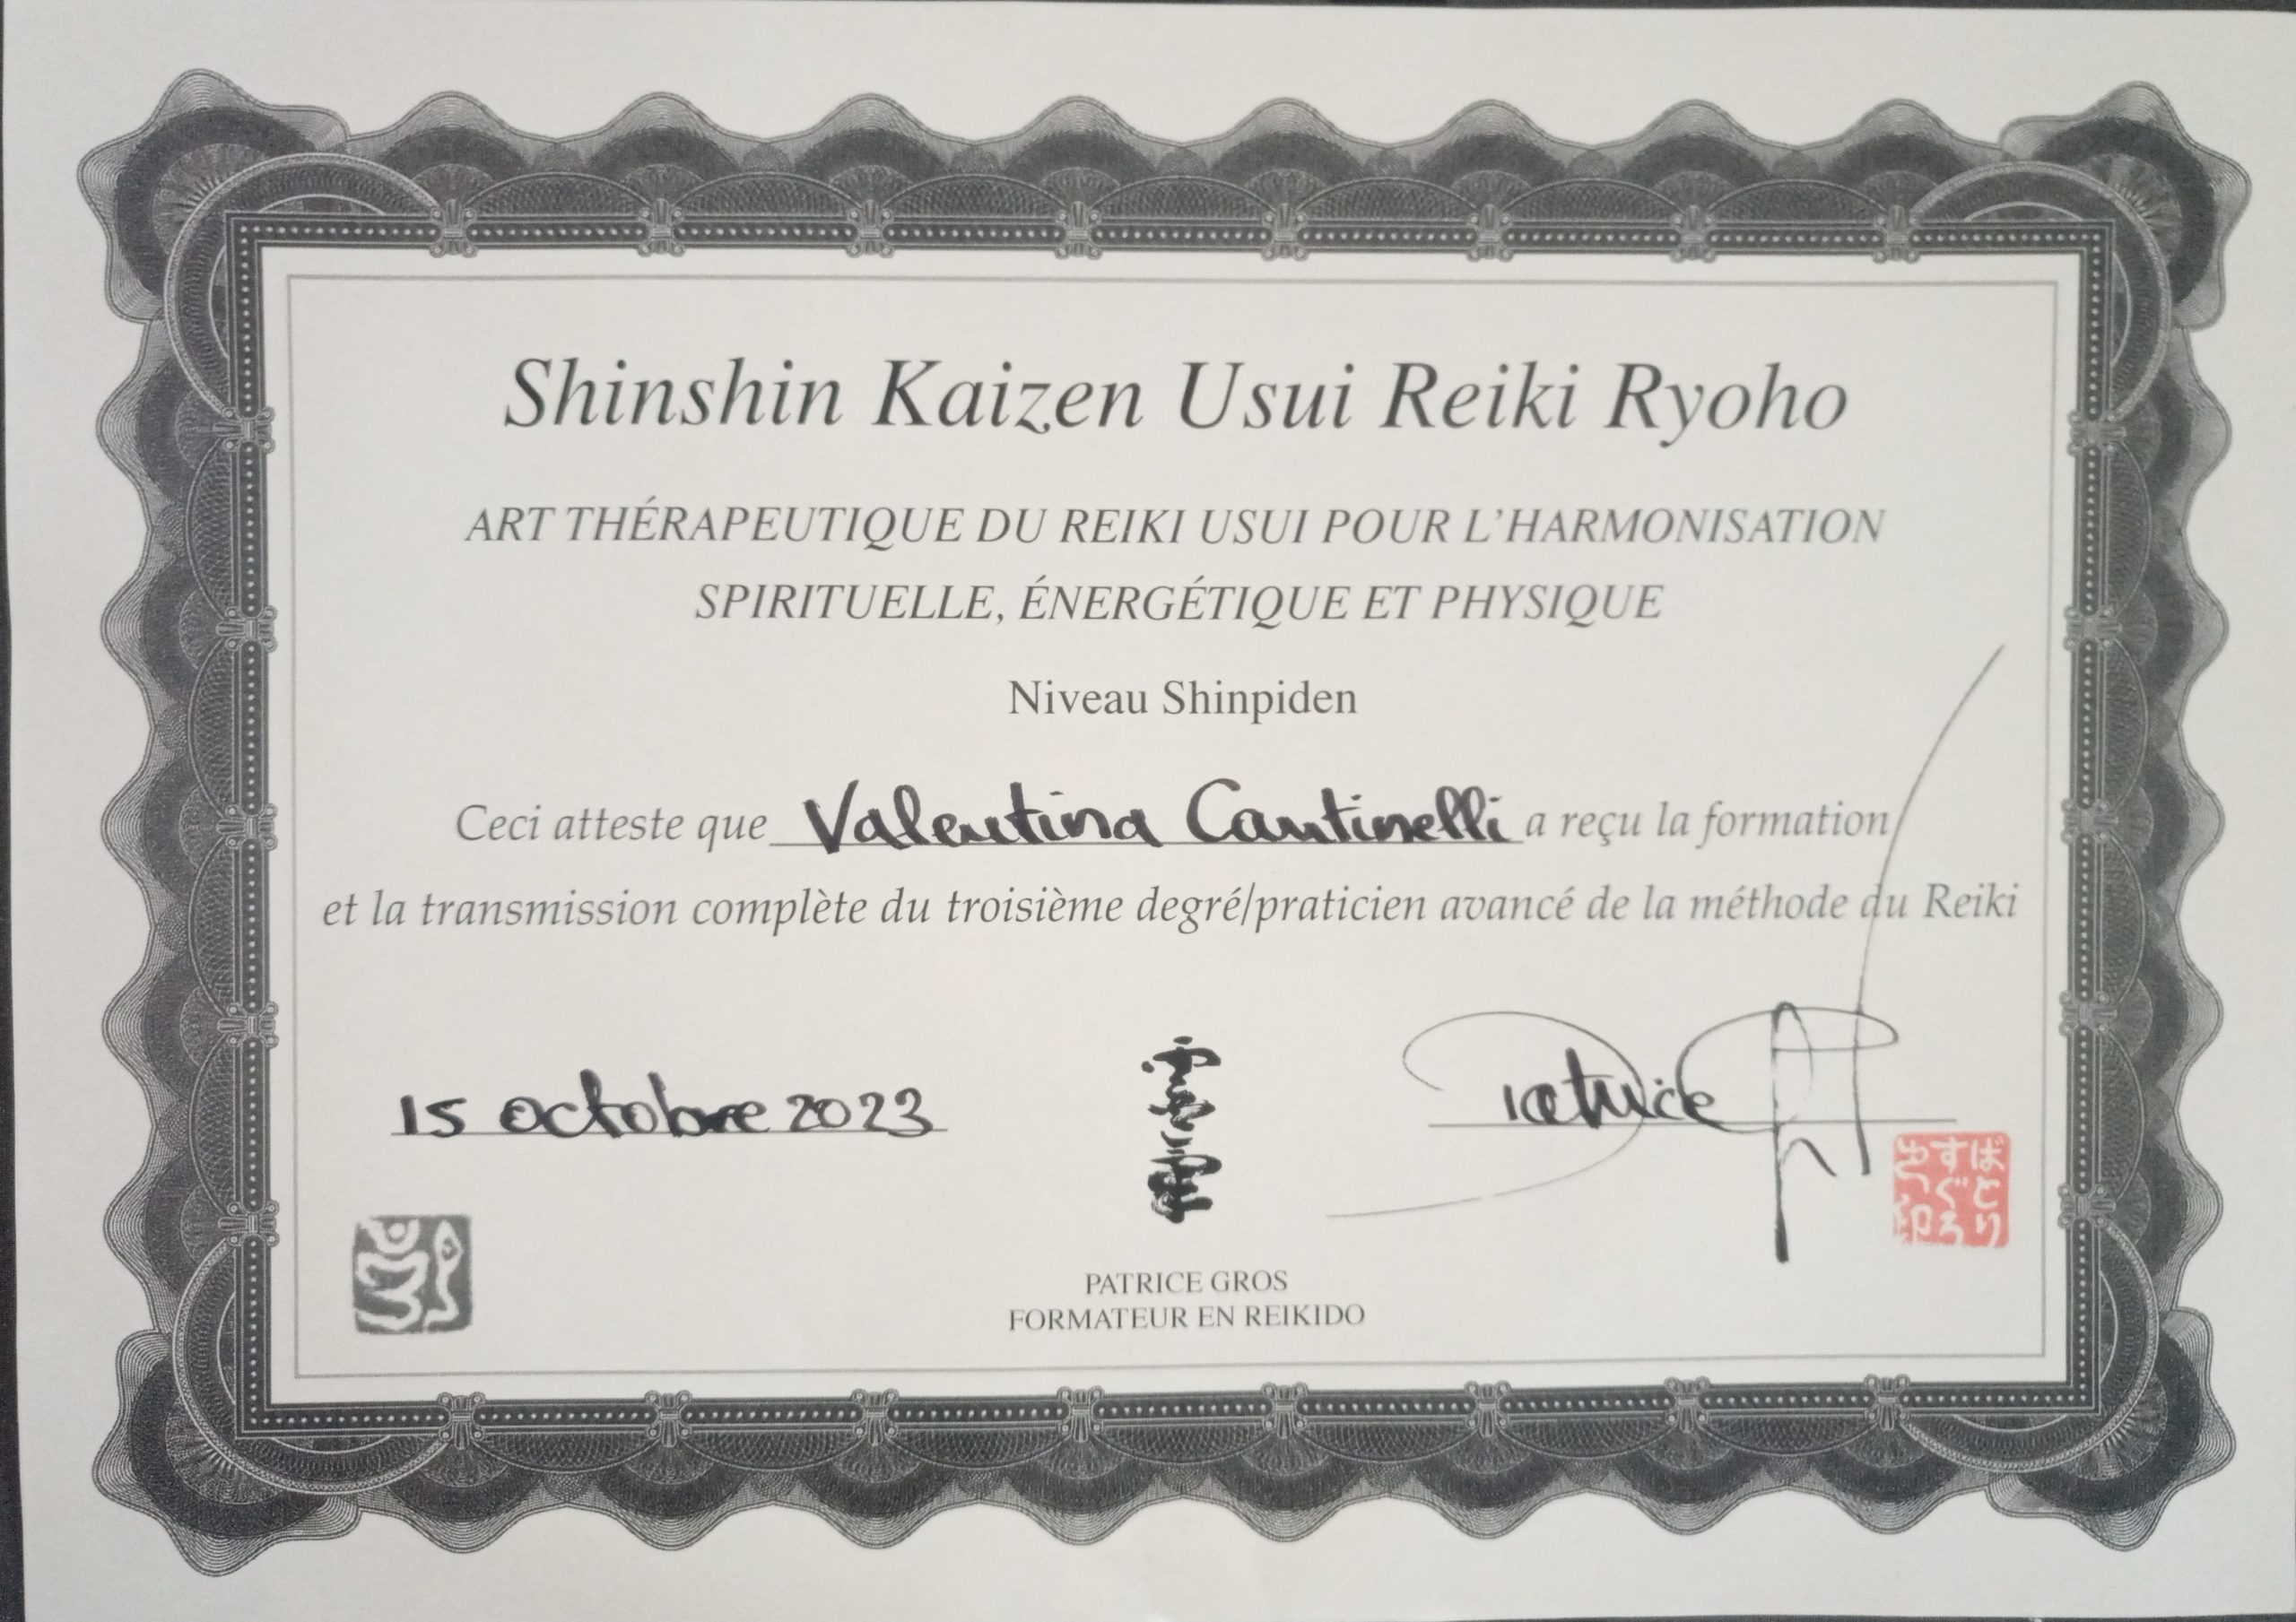 Shinshin Kaizen Usui Reiki Ryoho
ART THÉRAPEUTIQUE DU REIKI USUI POUR L'HARMONISATION
SPIRITUELLE, ÉNERGÉTIQUE ET PHYSIQUE
Niveau Shinpiden
Ceci atteste que Valentina Cantinelli a reçu la formation
et la transmission complète du troisième degré/praticien avancé de la méthode du Reiki
15 octobre 2023
Patrice
PATRICE GROS
FORMATEUR EN REIKIDO